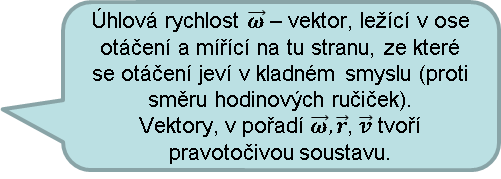 Úhlová rychlost $\vec{\omega}$ – vektor, ležící v ose
otáčení a mířící na tu stranu, ze které
se otáčení jeví v kladném smyslu (proti
směru hodinových ručiček).
Vektory, v pořadí $\vec{\omega}, \vec{r}, \vec{v}$ tvoří
pravotočivou soustavu.